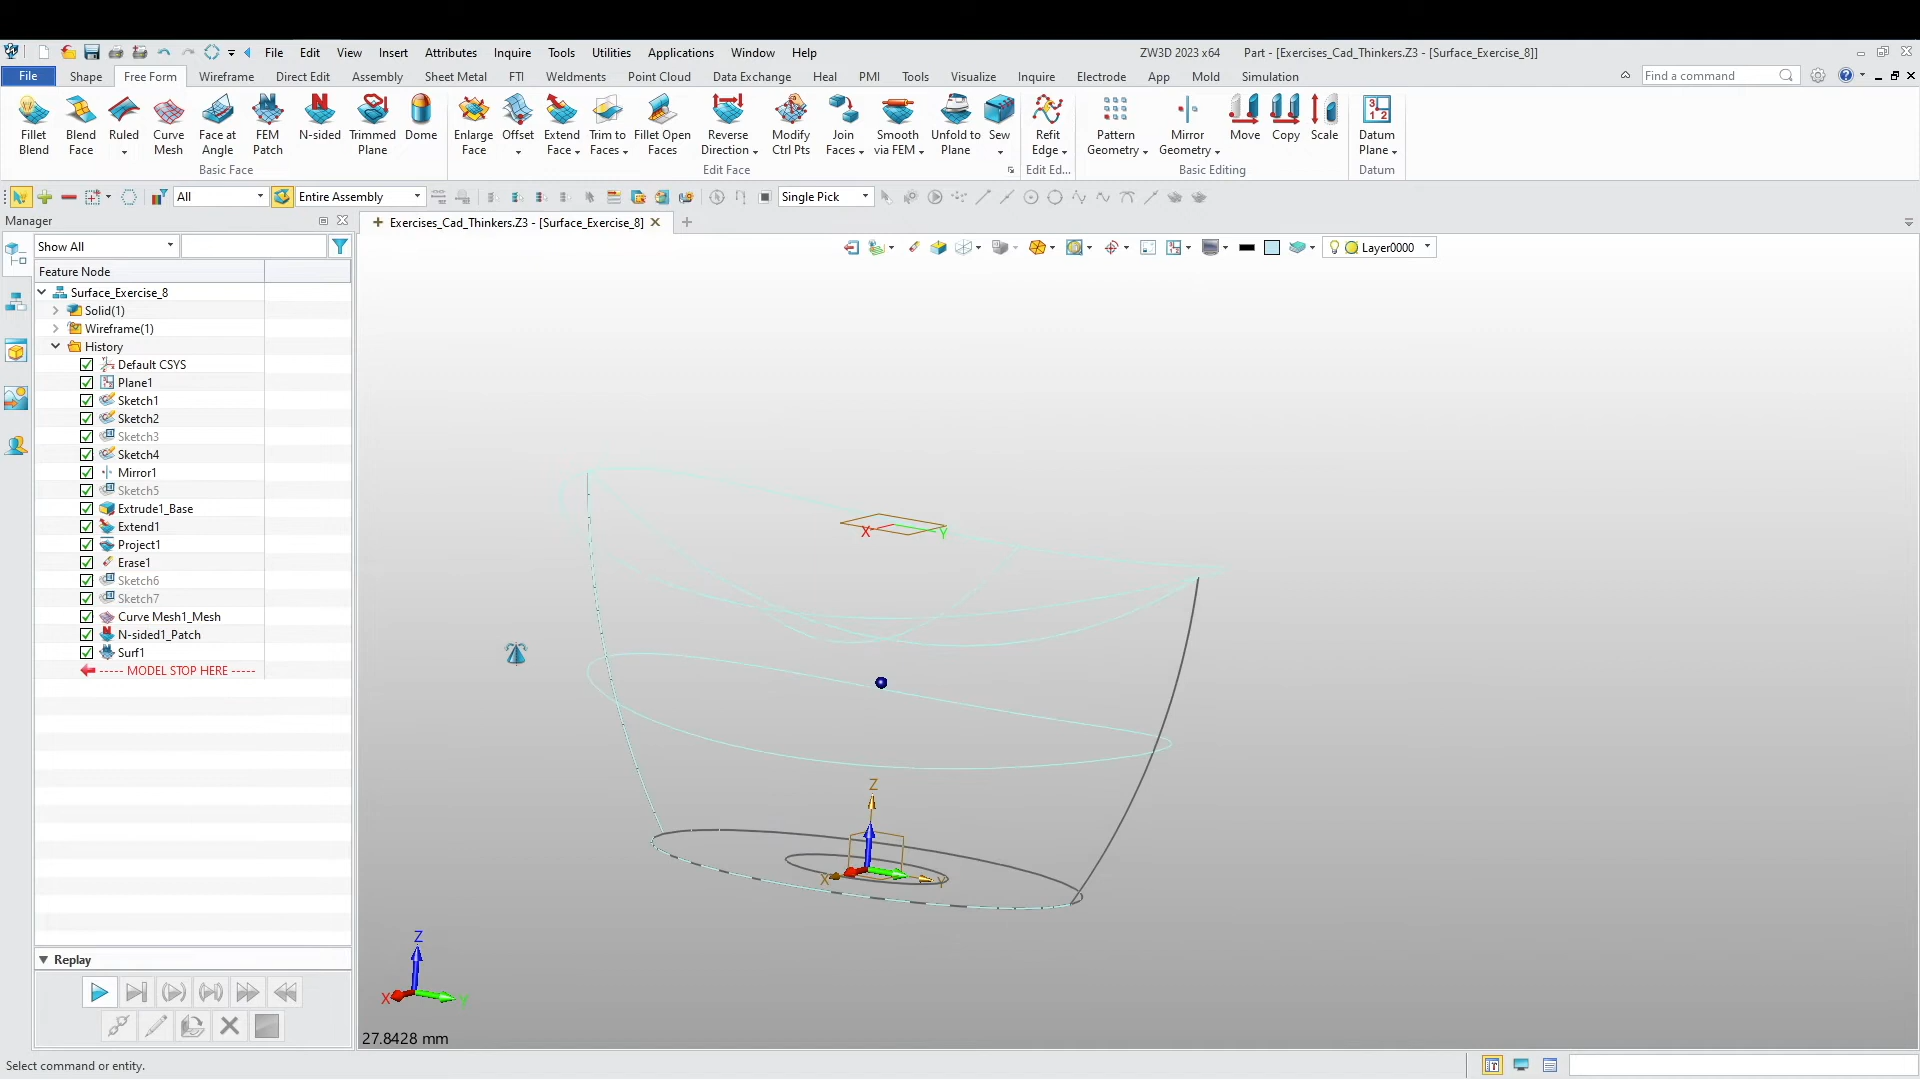 File Edit View Insert Attributes Inquire Tools Utilities Applications Window Help ZW3D 2023 x64 Part - [Exercises_Cad_Thinkers.Z3 - [Surface_Exercise_8]]
File Shape Free Form Wireframe Direct Edit Assembly Sheet Metal FTI Weldments Point Cloud Data Exchange Heal PMI Tools Visualize Inquire Electrode App Mold Simulation Find a command
Fillet Blend Ruled Curve Face at FEM N-sided Trimmed Dome Enlarge Offset Extend Trim to Fillet Open Reverse Modify Join Smooth Unfold to Sew Refit Pattern Mirror Move Copy Scale Datum
Blend Face Mesh Angle Patch Plane Face Face Faces Faces Direction Ctrl Pts Faces via FEM Plane Edge Geometry Geometry Plane
Basic Face Edit Face Edit Ed... Basic Editing Datum
All Entire Assembly Single Pick
Manager Exercises_Cad_Thinkers.Z3 - [Surface_Exercise_8]
Show All Layer0000
Feature Node
Surface_Exercise_8
Solid(1)
Wireframe(1)
History
Default CSYS
Plane1
Sketch1
Sketch2
Sketch3
Sketch4
Mirror1
Sketch5
Extrude1_Base
Extend1
Project1
Erase1
Sketch6
Sketch7
Curve Mesh1_Mesh
N-sided1_Patch
Surf1
----- MODEL STOP HERE -----
X Y
Z
X Y
Replay
Z
X Y
27.8428 mm
Select command or entity.